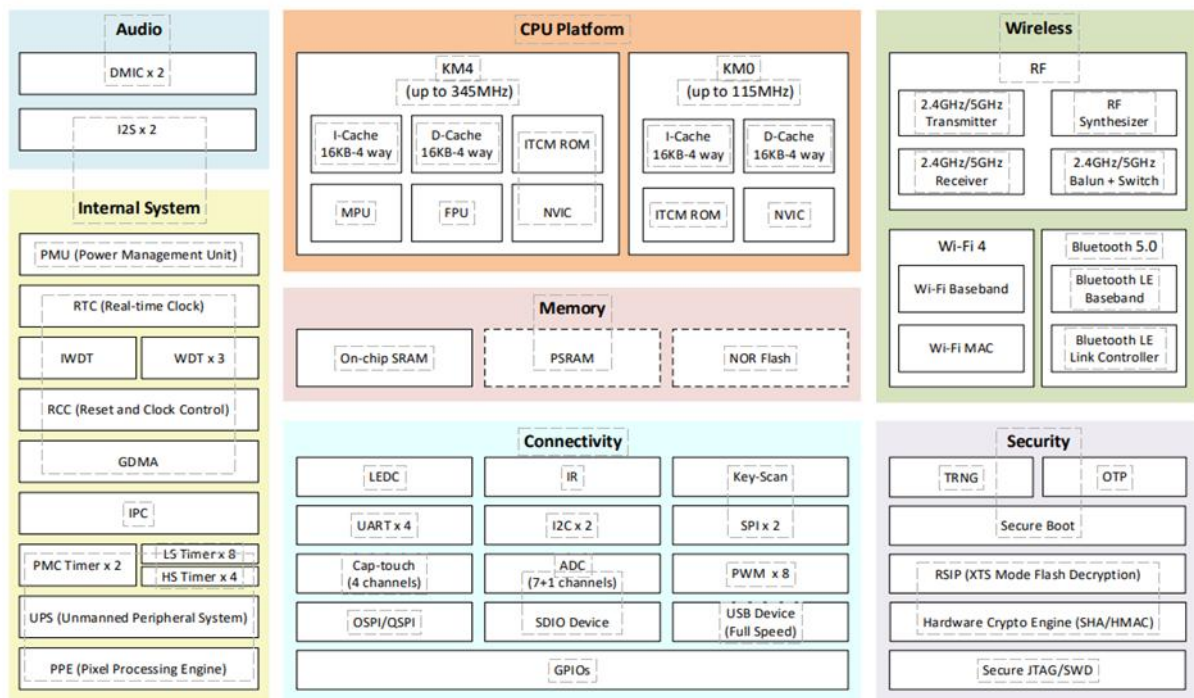 Audio
DMIC x 2
I2S x 2
Internal System
PMU (Power Management Unit)
RTC (Real-time Clock)
IWDT
WDT x 3
RCC (Reset and Clock Control)
GDMA
IPC
PMC Timer x 2
LS Timer x 8
HS Timer x 4
UPS (Unmanned Peripheral System)
PPE (Pixel Processing Engine)
CPU Platform
KM4
(up to 345MHz)
I-Cache
16KB-4 way
D-Cache
16KB-4 way
ITCM ROM
MPU
FPU
NVIC
KM0
(up to 115MHz)
I-Cache
16KB-4 way
D-Cache
16KB-4 way
ITCM ROM
NVIC
Memory
On-chip SRAM
PSRAM
NOR Flash
Connectivity
LEDC
IR
Key-Scan
UART x 4
I2C x 2
SPI x 2
Cap-touch
(4 channels)
ADC
(7+1 channels)
PWM x 8
OSPI/QSPI
SDIO Device
USB Device
(Full Speed)
GPIOs
Wireless
RF
2.4GHz/5GHz
Transmitter
RF
Synthesizer
2.4GHz/5GHz
Receiver
2.4GHz/5GHz
Balun + Switch
Wi-Fi 4
Wi-Fi Baseband
Wi-Fi MAC
Bluetooth 5.0
Bluetooth LE
Baseband
Bluetooth LE
Link Controller
Security
TRNG
OTP
Secure Boot
RSIP (XTS Mode Flash Decryption)
Hardware Crypto Engine (SHA/HMAC)
Secure JTAG/SWD